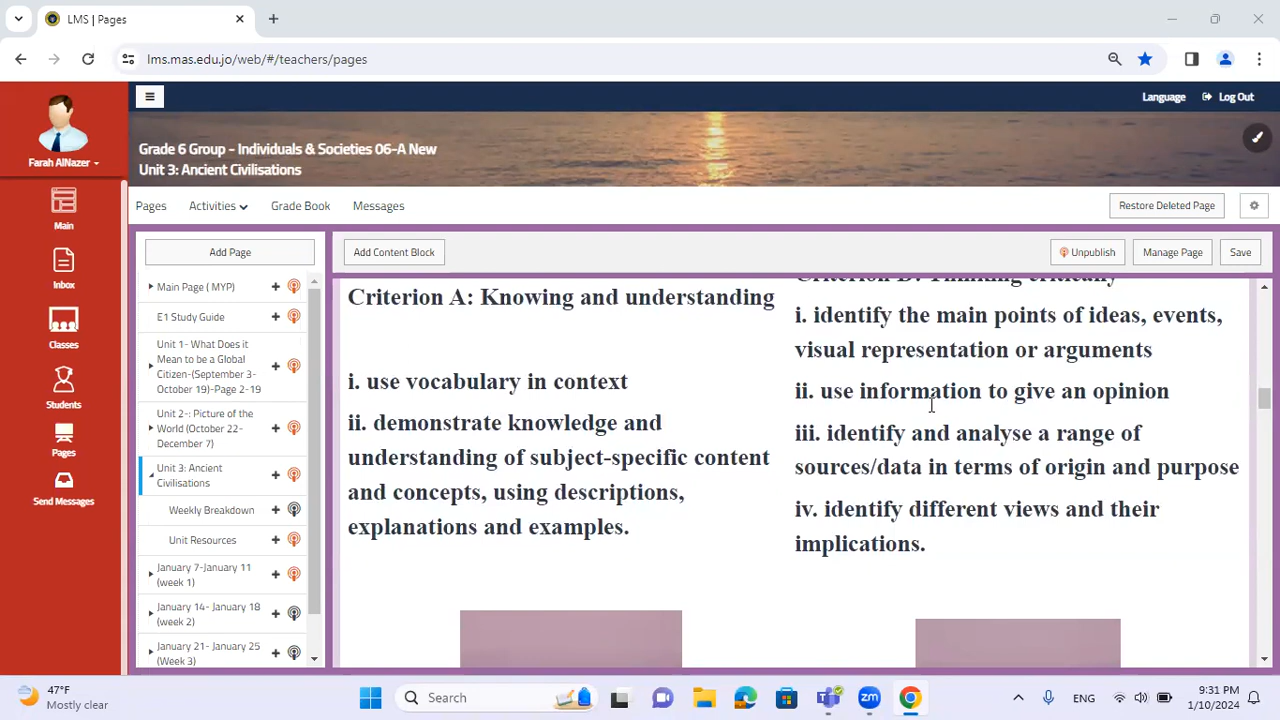 LMS | Pages
lms.mas.edu.jo/web/#/teachers/pages
Language
Log Out
Farah AlNazer
Grade 6 Group - Individuals & Societies 06-A New
Unit 3: Ancient Civilisations
Pages
Activities
Grade Book
Messages
Restore Deleted Page
Main
Inbox
Classes
Students
Pages
Send Messages
Add Page
Main Page ( MYP)
E1 Study Guide
Unit 1- What Does it
Mean to be a Global
Citizen-(September 3-
October 19)-Page 2-19
Unit 2-: Picture of the
World (October 22-
December 7)
Unit 3: Ancient
Civilisations
Weekly Breakdown
Unit Resources
January 7-January 11
(week 1)
January 14- January 18
(week 2)
January 21- January 25
(Week 3)
Add Content Block
Unpublish
Manage Page
Save
Criterion A: Knowing and understanding
i. use vocabulary in context
ii. demonstrate knowledge and
understanding of subject-specific content
and concepts, using descriptions,
explanations and examples.
Thinking critically
i. identify the main points of ideas, events,
visual representation or arguments
ii. use information to give an opinion
iii. identify and analyse a range of
sources/data in terms of origin and purpose
iv. identify different views and their
implications.
47°F
Mostly clear
Search
ENG
9:31 PM
1/10/2024